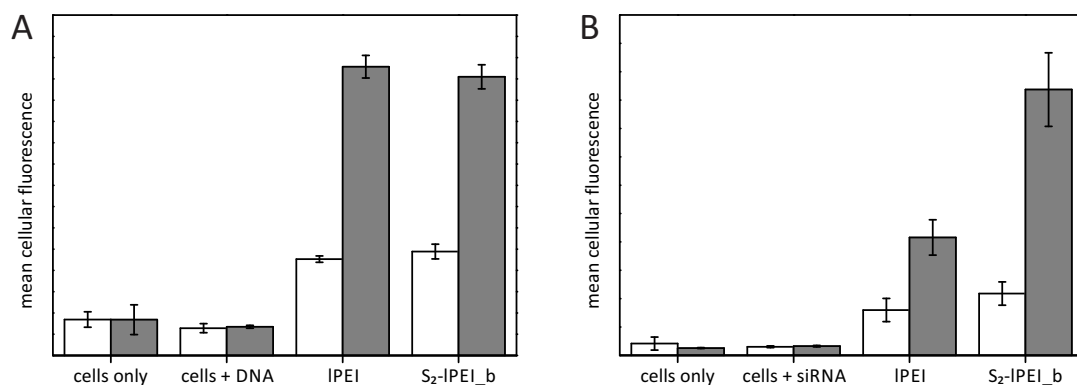 A
mean cellular fluorescence
cells only
cells + DNA
lPEI
S₂-lPEI_b
B
mean cellular fluorescence
cells only
cells + siRNA
lPEI
S₂-lPEI_b